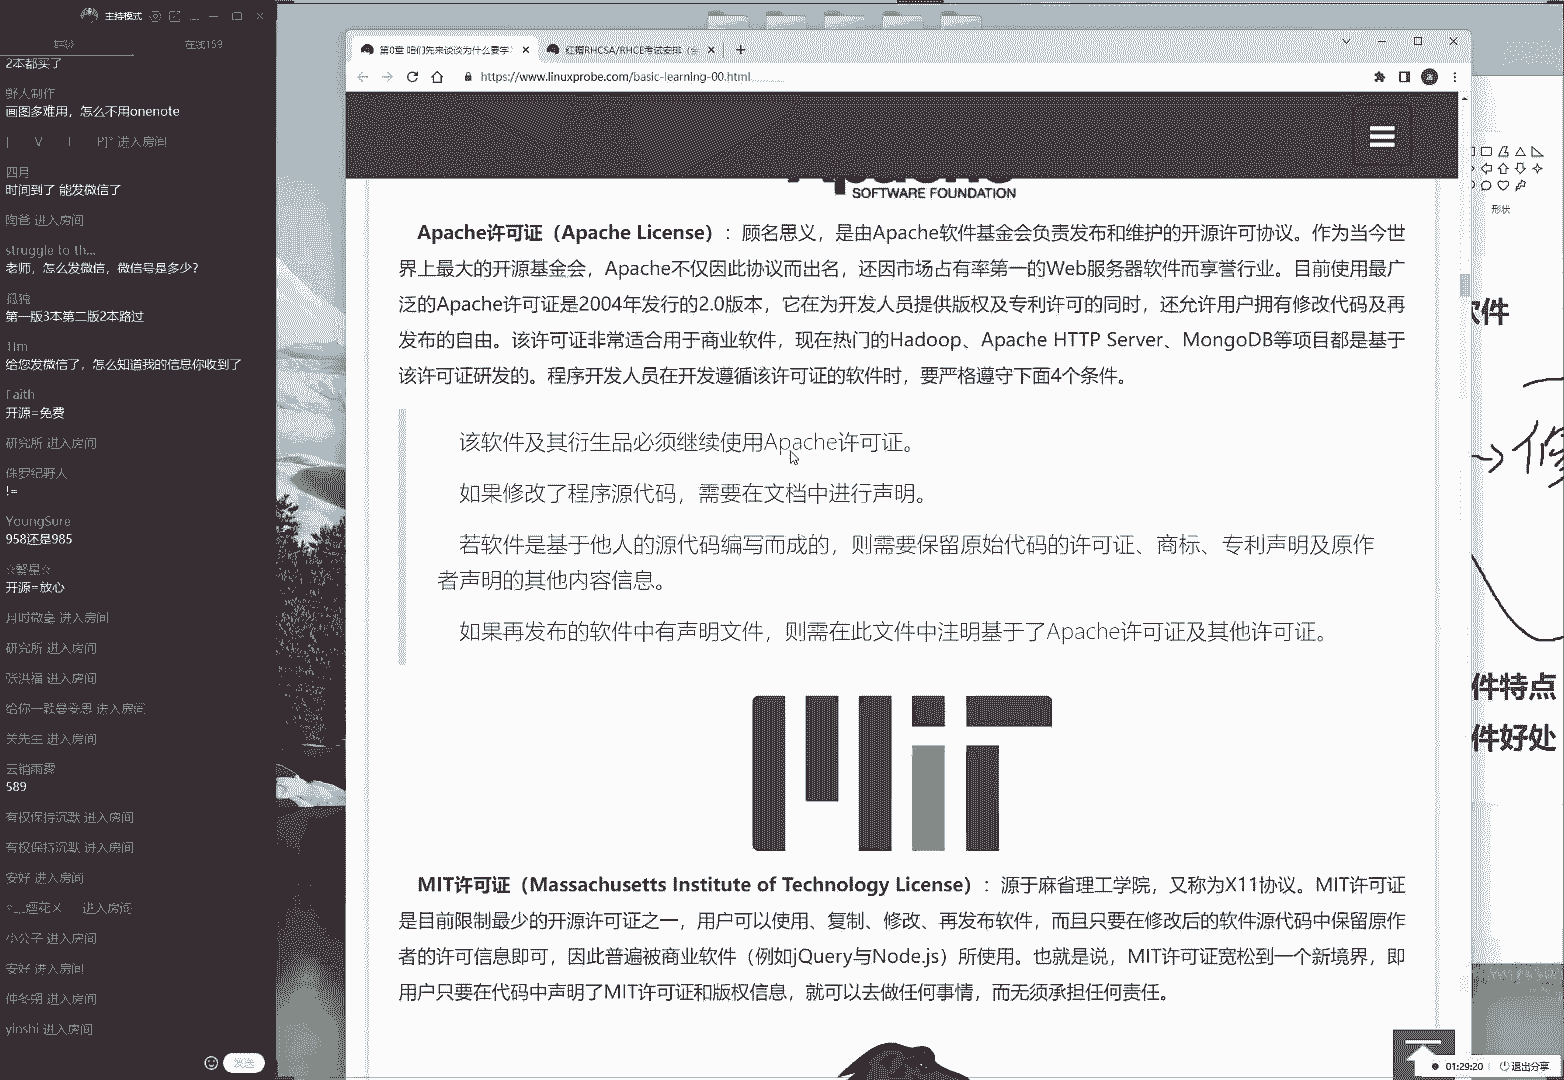 主持模式
在线159
2本都买了
野人制作
画图多难用，怎么不用onenote
进入房间
四月
时间到了 能发微信了
陶爸 进入房间
struggle to th...
老师，怎么发微信，微信号是多少？
孤独
第一版3本第二版2本路过
给您发微信了，怎么知道我的信息你收到了
Faith
开源=免费
研究所 进入房间
侏罗纪野人
!=
YoungSure
958还是985
☆繁星☆
开源=放心
进入房间
研究所 进入房间
张洪福 进入房间
进入房间
关先生 进入房间
云销雨霁
589
有权保持沉默 进入房间
有权保持沉默 进入房间
安好 进入房间
进入房间
小公子 进入房间
安好 进入房间
仲冬朔 进入房间
yinshi 进入房间
发送
第0章 咱们先来谈谈为什么要学
红帽RHCSA/RHCE考试安排
https://www.linuxprobe.com/basic-learning-00.html
SOFTWARE FOUNDATION
Apache许可证（Apache License）：顾名思义，是由Apache软件基金会负责发布和维护的开源许可协议。作为当今世
界上最大的开源基金会，Apache不仅因此协议而出名，还因市场占有率第一的Web服务器软件而享誉行业。目前使用最广
泛的Apache许可证是2004年发行的2.0版本，它在为开发人员提供版权及专利许可的同时，还允许用户拥有修改代码及再
发布的自由。该许可证非常适合用于商业软件，现在热门的Hadoop、Apache HTTP Server、MongoDB等项目都是基于
该许可证研发的。程序开发人员在开发遵循该许可证的软件时，要严格遵守下面4个条件。
该软件及其衍生品必须继续使用Apache许可证。
如果修改了程序源代码，需要在文档中进行声明。
若软件是基于他人的源代码编写而成的，则需要保留原始代码的许可证、商标、专利声明及原作
者声明的其他内容信息。
如果再发布的软件中有声明文件，则需在此文件中注明基于了Apache许可证及其他许可证。
MIT许可证（Massachusetts Institute of Technology License）：源于麻省理工学院，又称为X11协议。MIT许可证
是目前限制最少的开源许可证之一，用户可以使用、复制、修改、再发布软件，而且只要在修改后的软件源代码中保留原作
者的许可信息即可，因此普遍被商业软件（例如jQuery与Node.js）所使用。也就是说，MIT许可证宽松到一个新境界，即
用户只要在代码中声明了MIT许可证和版权信息，就可以去做任何事情，而无须承担任何责任。
形状
软件
修
件特点
件好处
01:29:20
退出分享